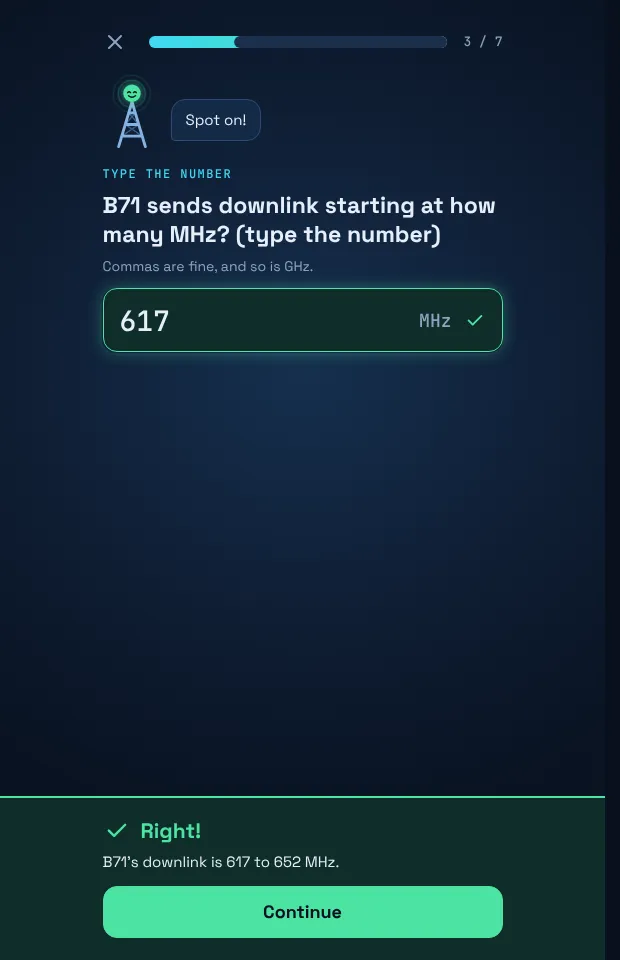 3 / 7
Spot on!
TYPE THE NUMBER
B71 sends downlink starting at how
many MHz? (type the number)
Commas are fine, and so is GHz.
617 MHz
Right!
B71's downlink is 617 to 652 MHz.
Continue